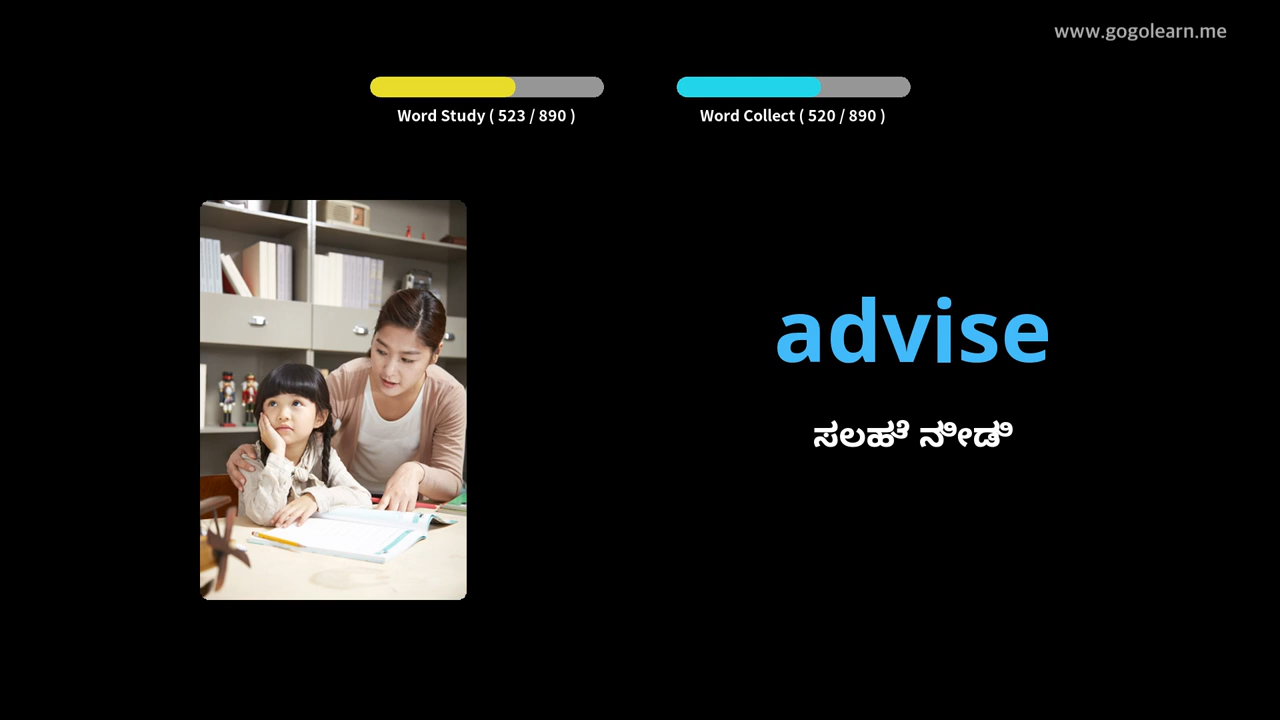 www.gogolearn.me
Word Study ( 523 / 890 )
Word Collect ( 520 / 890 )
advise
ಸಲಹೆ ನೀಡಿ